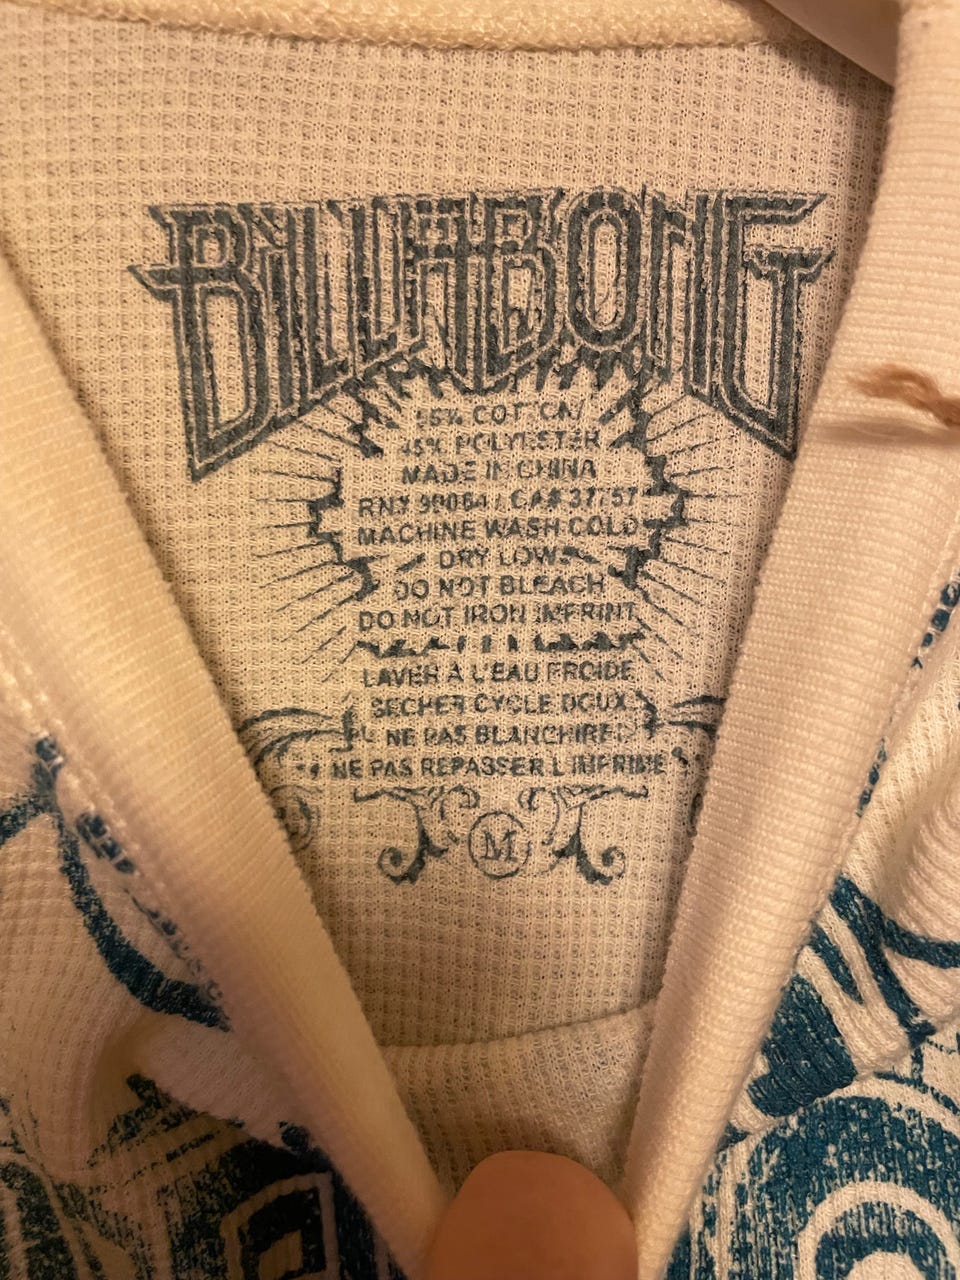 BILLABONG
COTTON/
45% POLYESTER
MADE IN CHINA
MACHINE WASH COLD
DRY LOW
DO NOT BLEACH
DO NOT IRON IMPRINT
LAVER A L'EAU FROIDE
SECHER CYCLE DOUX
NE PAS BLANCHIR
NE PAS REPASSER L'IMPRIME
M